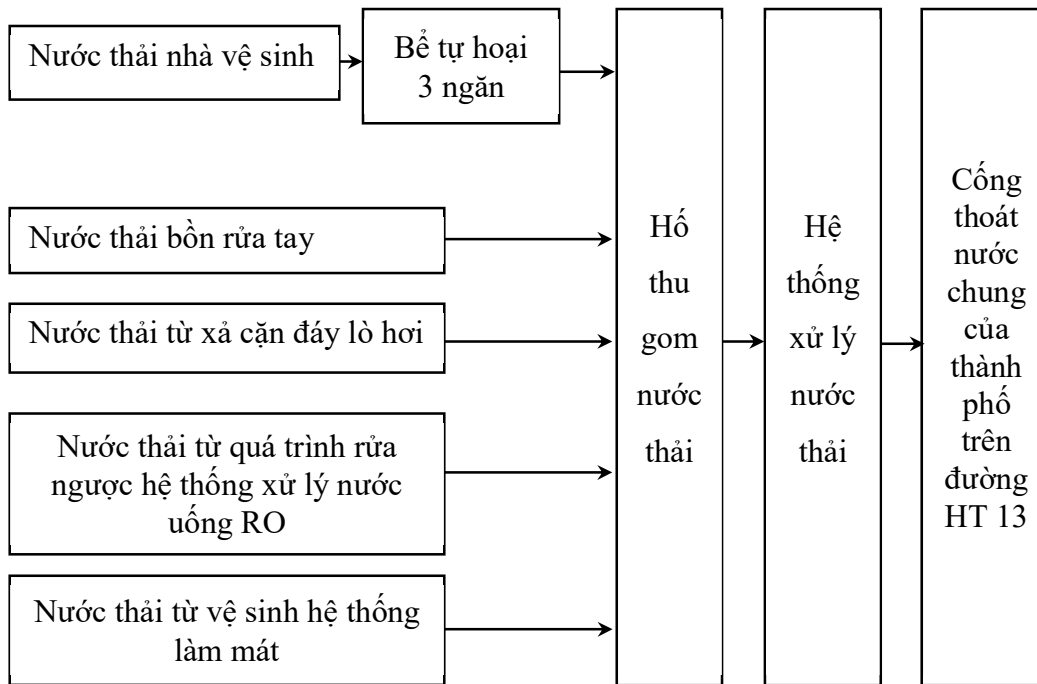 Nước thải nhà vệ sinh
Bể tự hoại
3 ngăn
Nước thải bồn rửa tay
Nước thải từ xả cặn đáy lò hơi
Nước thải từ quá trình rửa
ngược hệ thống xử lý nước
uống RO
Nước thải từ vệ sinh hệ thống
làm mát
Hố
thu
gom
nước
thải
Hệ
thống
xử lý
nước
thải
Cống
thoát
nước
chung
của
thành
phố
trên
đường
HT 13